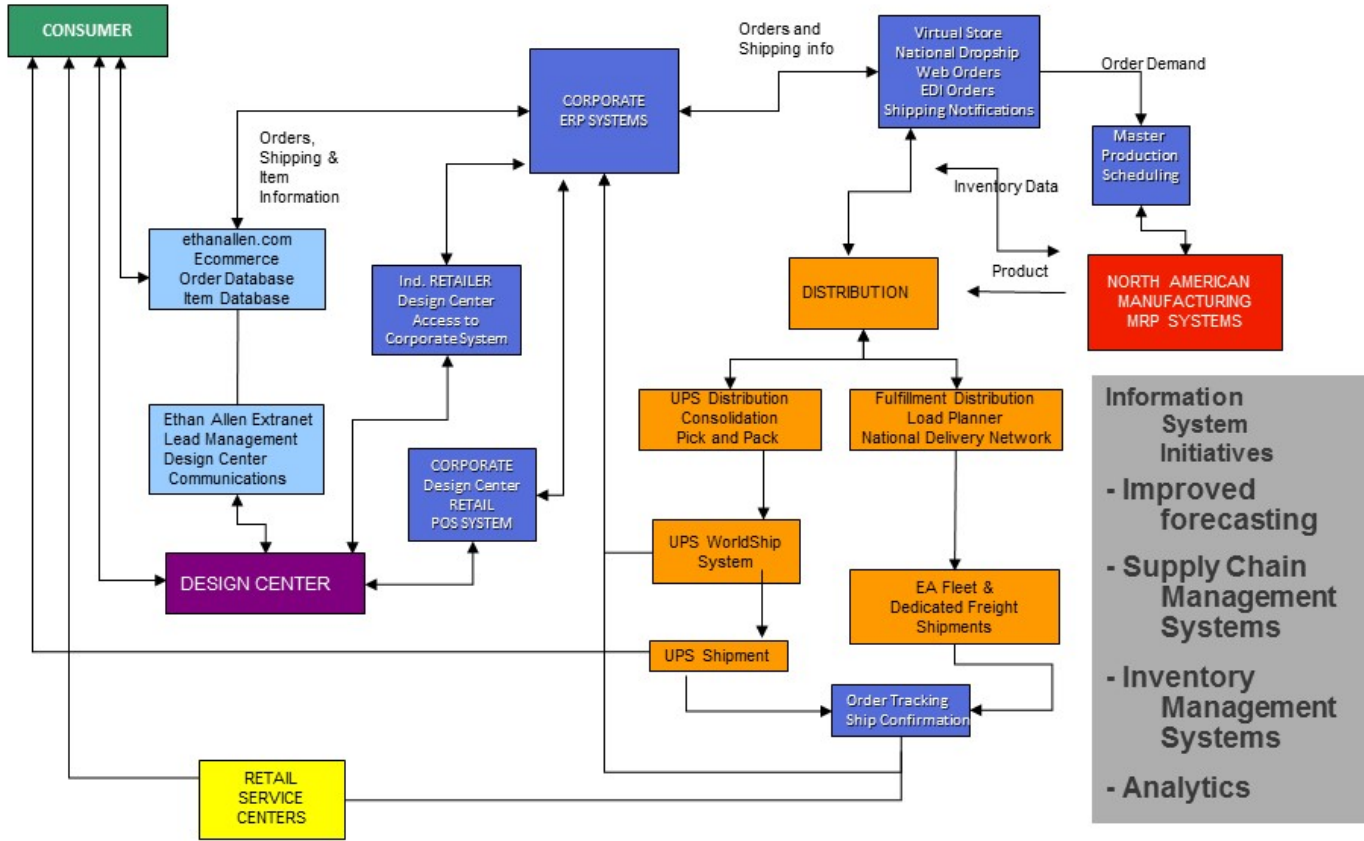 CONSUMER
Orders and
Shipping info
Virtual Store
National Dropship
Web Orders
EDI Orders
Shipping Notifications
Order Demand
CORPORATE
ERP SYSTEMS
Master
Production
Scheduling
Orders,
Shipping &
Item
Information
Inventory Data
ethanallen.com
Ecommerce
Order Database
Item Database
Ind. RETAILER
Design Center
Access to
Corporate System
DISTRIBUTION
Product
NORTH AMERICAN
MANUFACTURING
MRP SYSTEMS
Ethan Allen Extranet
Lead Management
Design Center
Communications
UPS Distribution
Consolidation
Pick and Pack
Fulfillment Distribution
Load Planner
National Delivery Network
CORPORATE
Design Center
RETAIL
POS SYSTEM
UPS WorldShip
System
DESIGN CENTER
EA Fleet &
Dedicated Freight
Shipments
UPS Shipment
Order Tracking
Ship Confirmation
RETAIL
SERVICE
CENTERS
Information
System
Initiatives
- Improved
forecasting
- Supply Chain
Management
Systems
- Inventory
Management
Systems
- Analytics